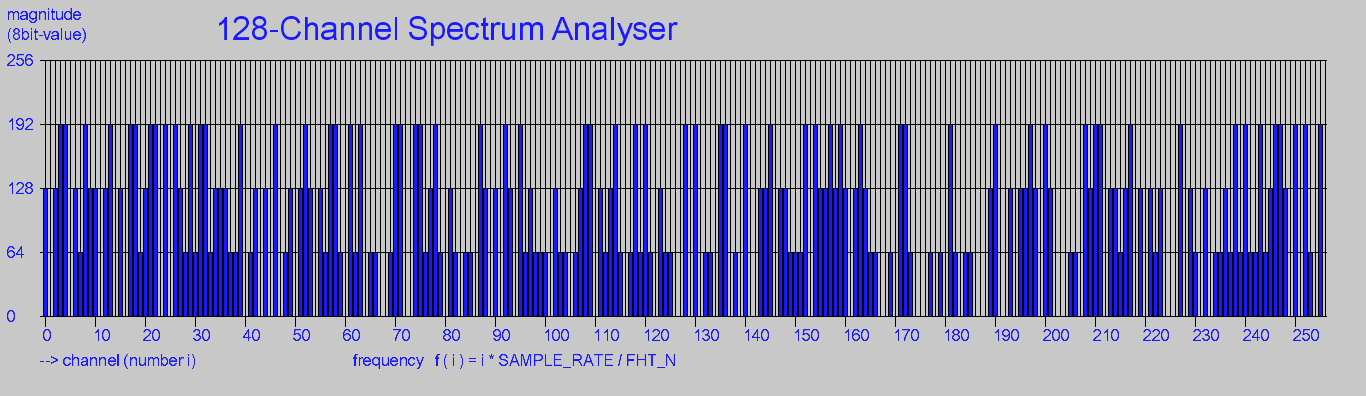 magnitude
(8bit-value)
128-Channel Spectrum Analyser
256
192
128
64
0
0 10 20 30 40 50 60 70 80 90 100 110 120 130 140 150 160 170 180 190 200 210 220 230 240 250
--> channel (number i)
frequency f ( i ) = i * SAMPLE_RATE / FHT_N